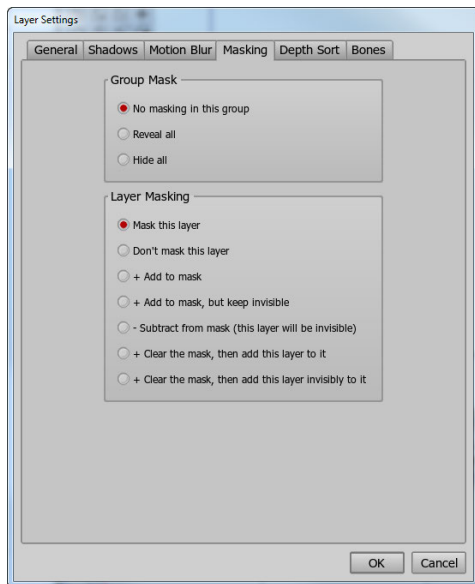 Layer Settings
General Shadows Motion Blur Masking Depth Sort Bones
Group Mask
No masking in this group
Reveal all
Hide all
Layer Masking
Mask this layer
Don't mask this layer
+ Add to mask
+ Add to mask, but keep invisible
- Subtract from mask (this layer will be invisible)
+ Clear the mask, then add this layer to it
+ Clear the mask, then add this layer invisibly to it
OK Cancel